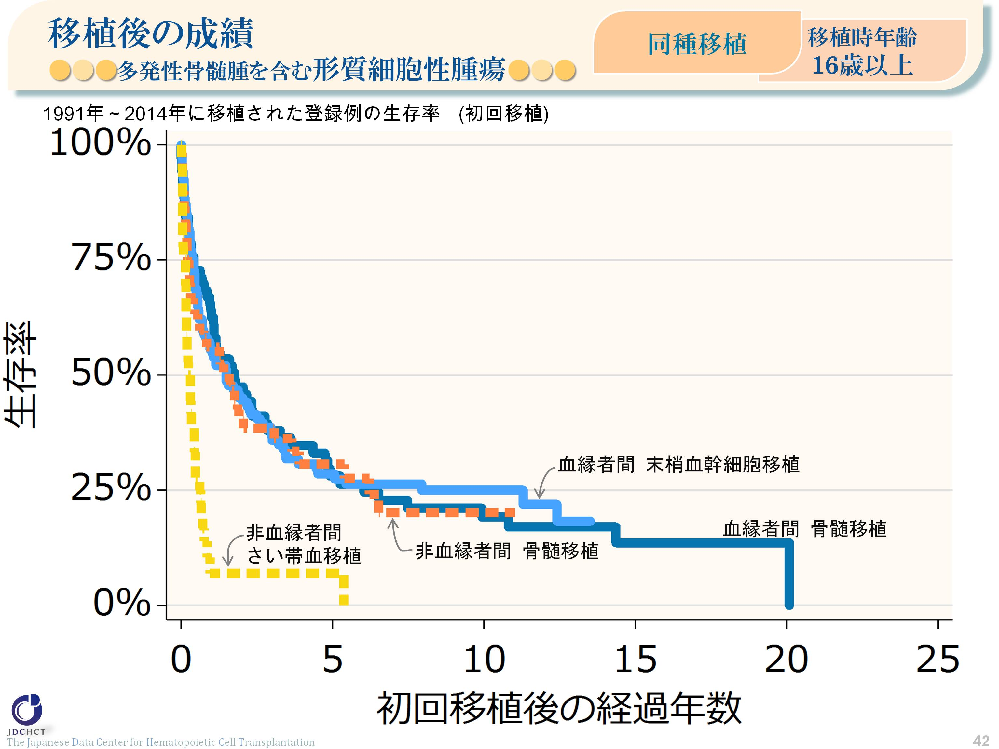 移植後の成績
多発性骨髄腫を含む形質細胞性腫瘍
同種移植
移植時年齢
16歳以上
1991年~2014年に移植された登録例の生存率 (初回移植)
100%
75%
50%
25%
0%
生存率
血縁者間 末梢血幹細胞移植
血縁者間 骨髄移植
非血縁者間
さい帯血移植
非血縁者間 骨髄移植
0 5 10 15 20 25
初回移植後の経過年数
JDCHCT
The Japanese Data Center for Hematopoietic Cell Transplantation
42